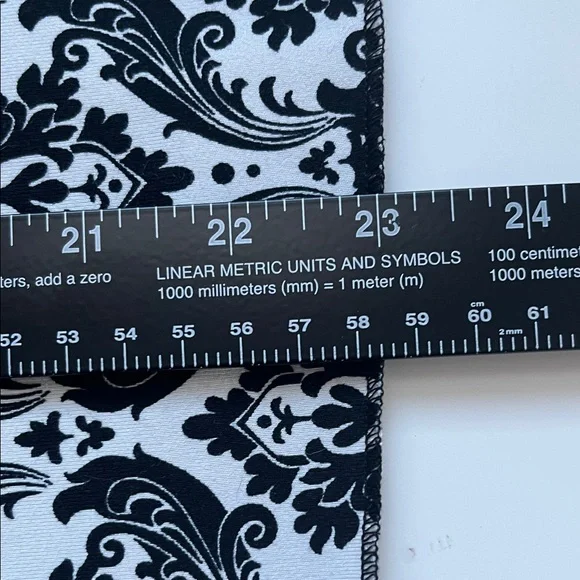 21 22 23 24
ters, add a zero
LINEAR METRIC UNITS AND SYMBOLS
1000 millimeters (mm) = 1 meter (m)
100 centime
1000 meters
cm
52 53 54 55 56 57 58 59 60 61
2mm